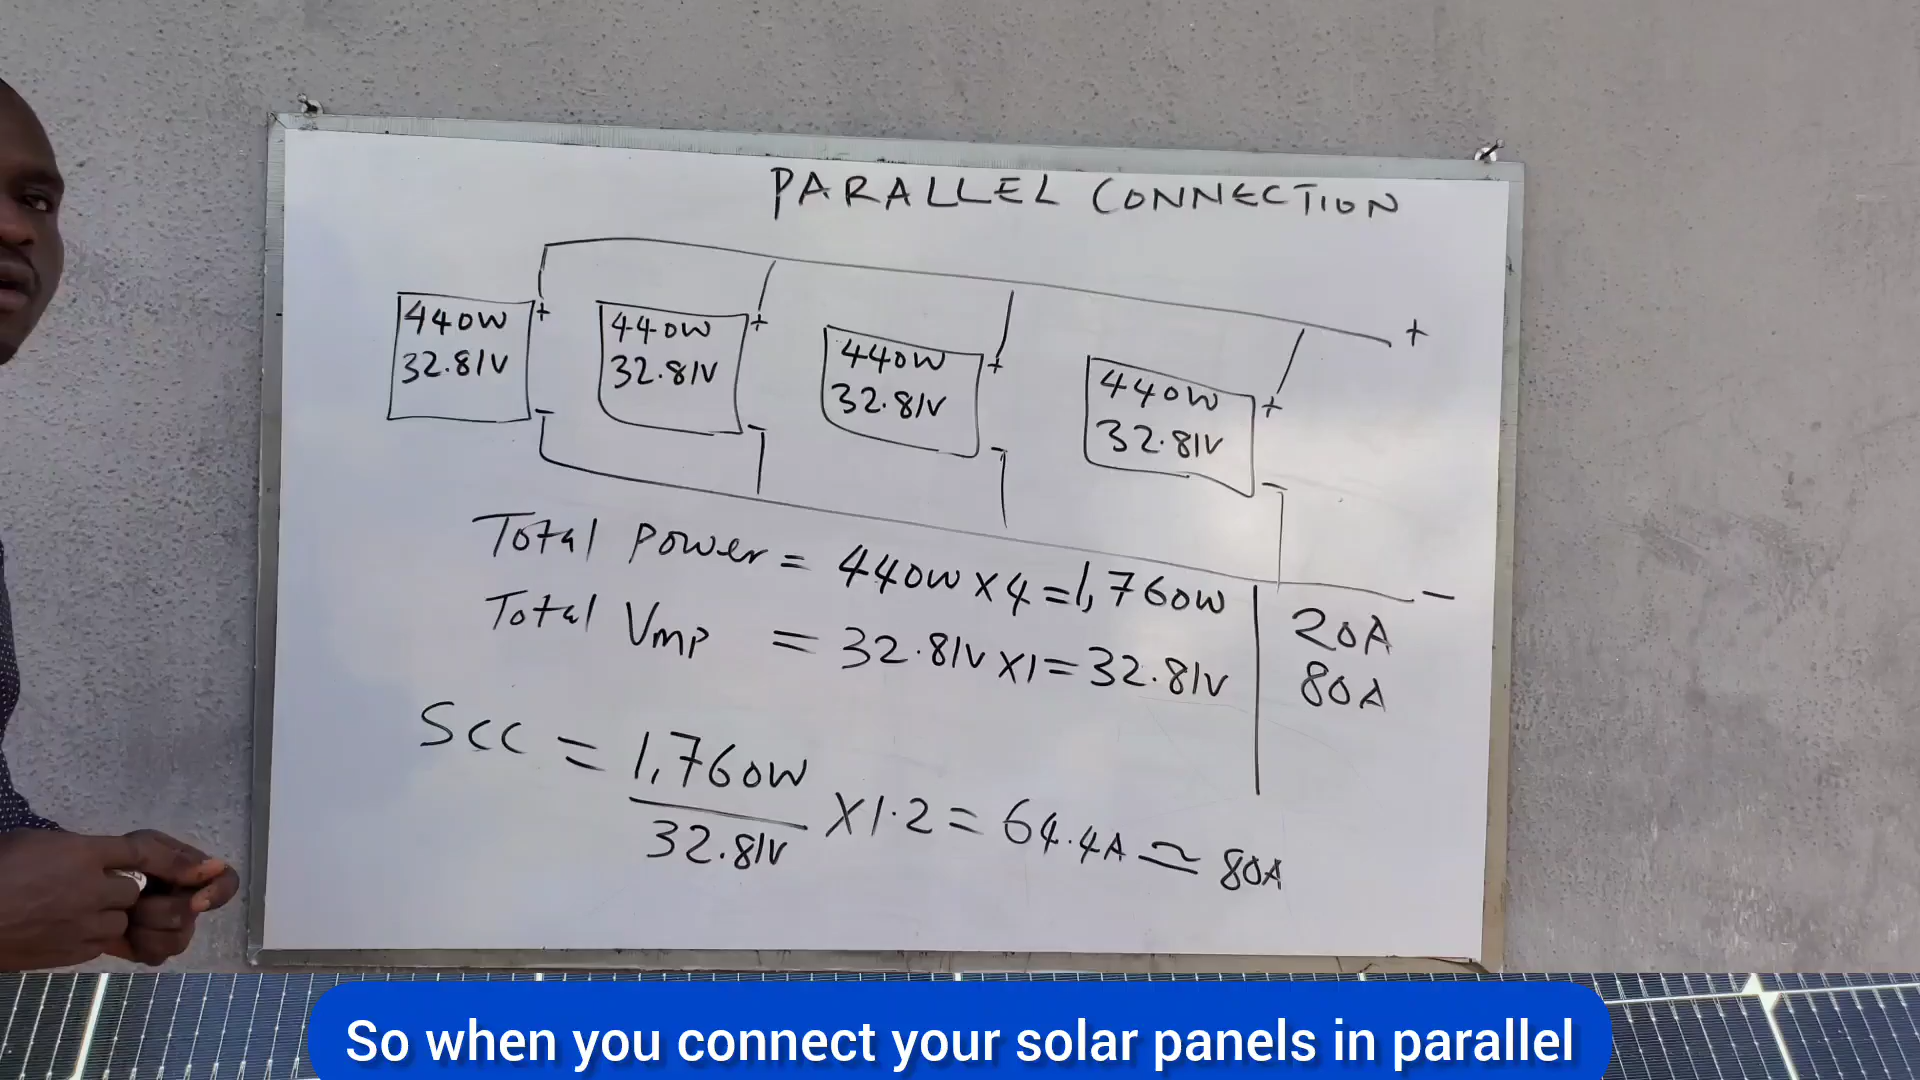 PARALLEL CONNECTION
+
440W
32.81V
+
-
440W
32.81V
+
-
440W
32.81V
+
-
440W
32.81V
+
-
-
Total Power = 440W X 4 = 1,760W
Total Vmp = 32.81V X 1 = 32.81V
20A
80A
SCC = 1,760W / 32.81V X 1.2 = 64.4A ≃ 80A
So when you connect your solar panels in parallel